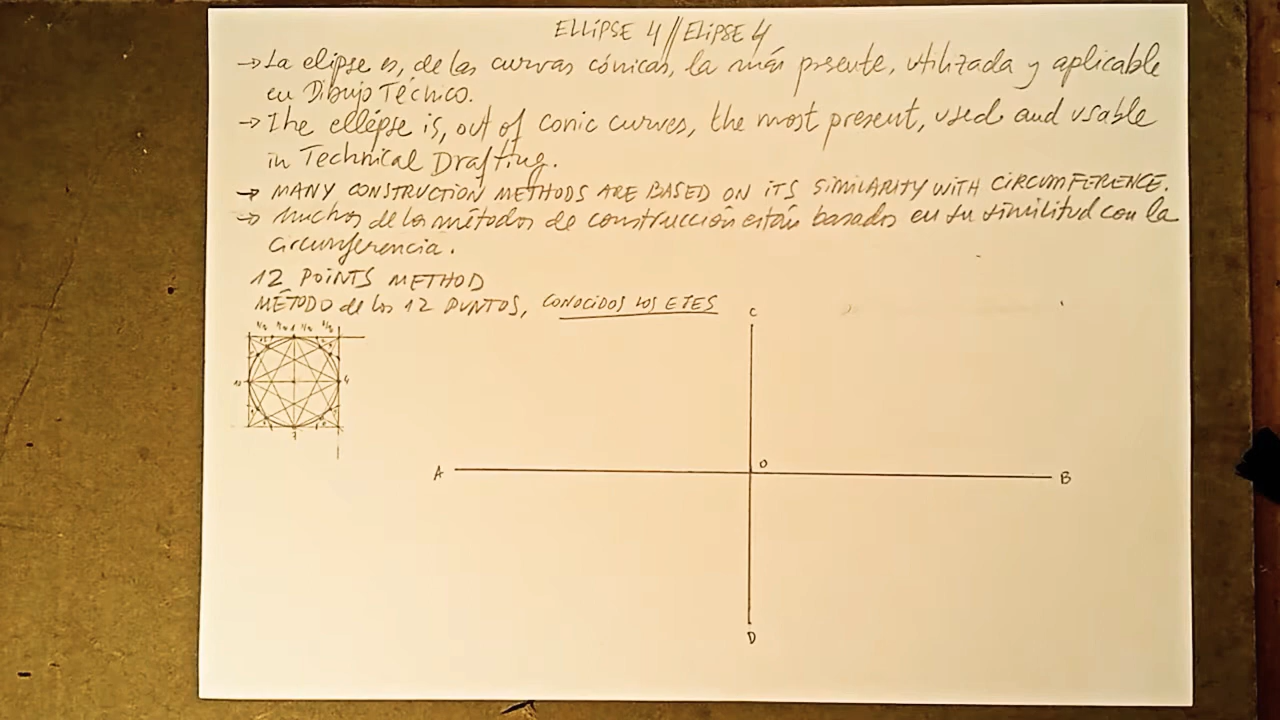 ELLIPSE 4 // ELIPSE 4
→ La elipse es, de las curvas cónicas, la más presente, utilizada y aplicable
en Dibujo Técnico.
→ The ellipse is, out of conic curves, the most present, used and usable
in Technical Drafting.
→ MANY CONSTRUCTION METHODS ARE BASED ON ITS SIMILARITY WITH CIRCUMFERENCE.
→ Muchos de los métodos de construcción están basados en su similitud con la
circunferencia.
12 POINTS METHOD
MÉTODO de los 12 PUNTOS, CONOCIDOS LOS EJES
C
4
7
A
O
B
D